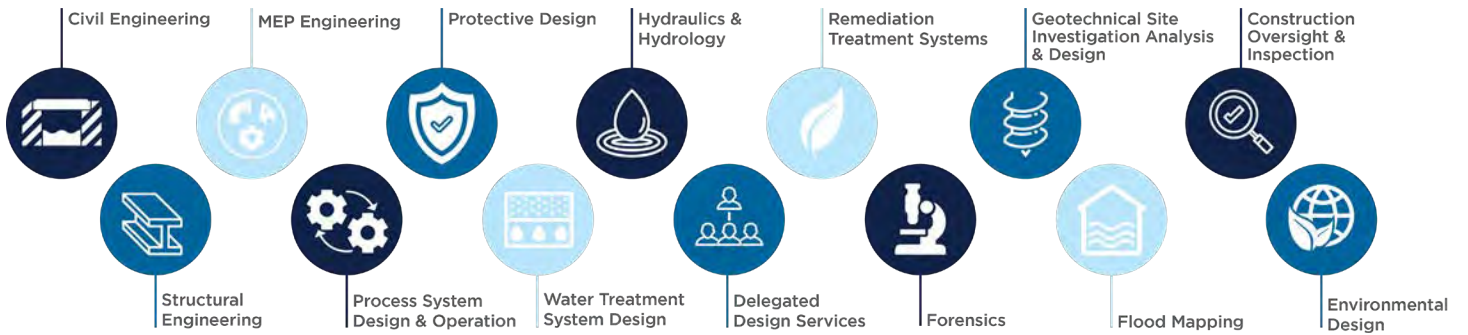 Civil Engineering
MEP Engineering
Protective Design
Hydraulics &
Hydrology
Remediation
Treatment Systems
Geotechnical Site
Investigation Analysis
& Design
Construction
Oversight &
Inspection
Structural
Engineering
Process System
Design & Operation
Water Treatment
System Design
Delegated
Design Services
Forensics
Flood Mapping
Environmental
Design